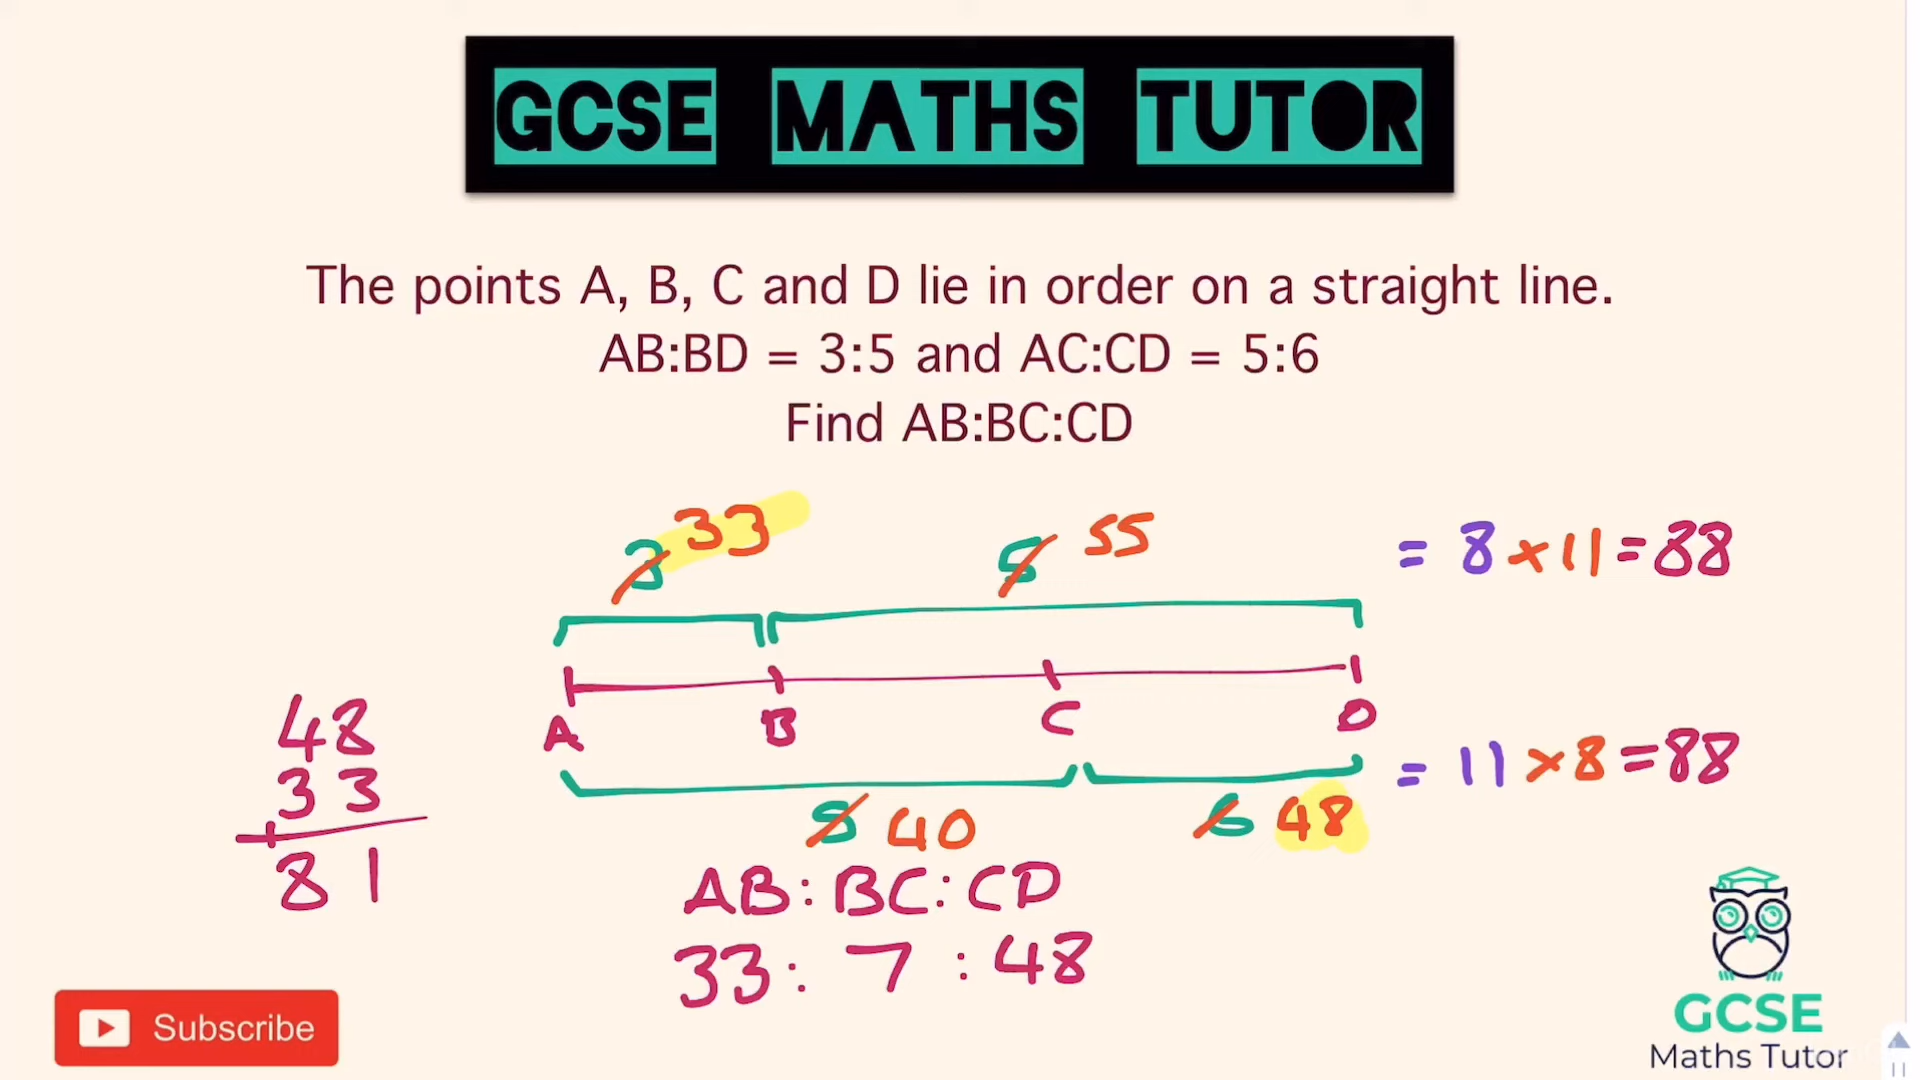 GCSE MATHS TUTOR
The points A, B, C and D lie in order on a straight line.
AB:BD = 3:5 and AC:CD = 5:6
Find AB:BC:CD
3 33 5 55 = 8 × 11 = 88
A B C D
5 40 6 48 = 11 × 8 = 88
48
33
+
81
AB : BC : CD
33 : 7 : 48
Subscribe
GCSE
Maths Tutor